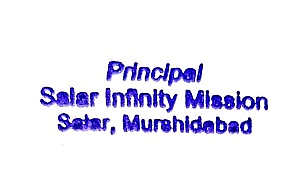 Principal
Salar Infinity Mission
Salar, Murshidabad